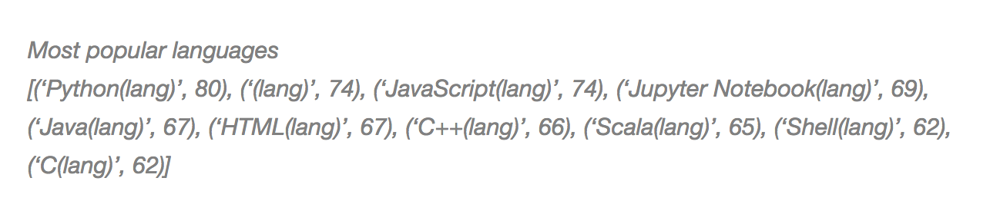 Most popular languages
[(‘Python(lang)’, 80), (‘(lang)’, 74), (‘JavaScript(lang)’, 74), (‘Jupyter Notebook(lang)’, 69),
(‘Java(lang)’, 67), (‘HTML(lang)’, 67), (‘C++(lang)’, 66), (‘Scala(lang)’, 65), (‘Shell(lang)’, 62),
(‘C(lang)’, 62)]